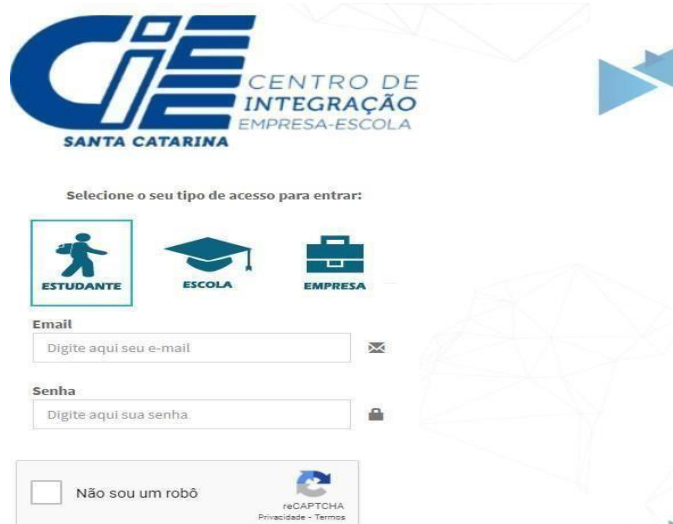 CIEE
CENTRO DE
INTEGRAÇÃO
EMPRESA-ESCOLA
SANTA CATARINA
Selecione o seu tipo de acesso para entrar:
ESTUDANTE ESCOLA EMPRESA
Email
Digite aqui seu e-mail
Senha
Digite aqui sua senha
Não sou um robô
reCAPTCHA
Privacidade - Termos